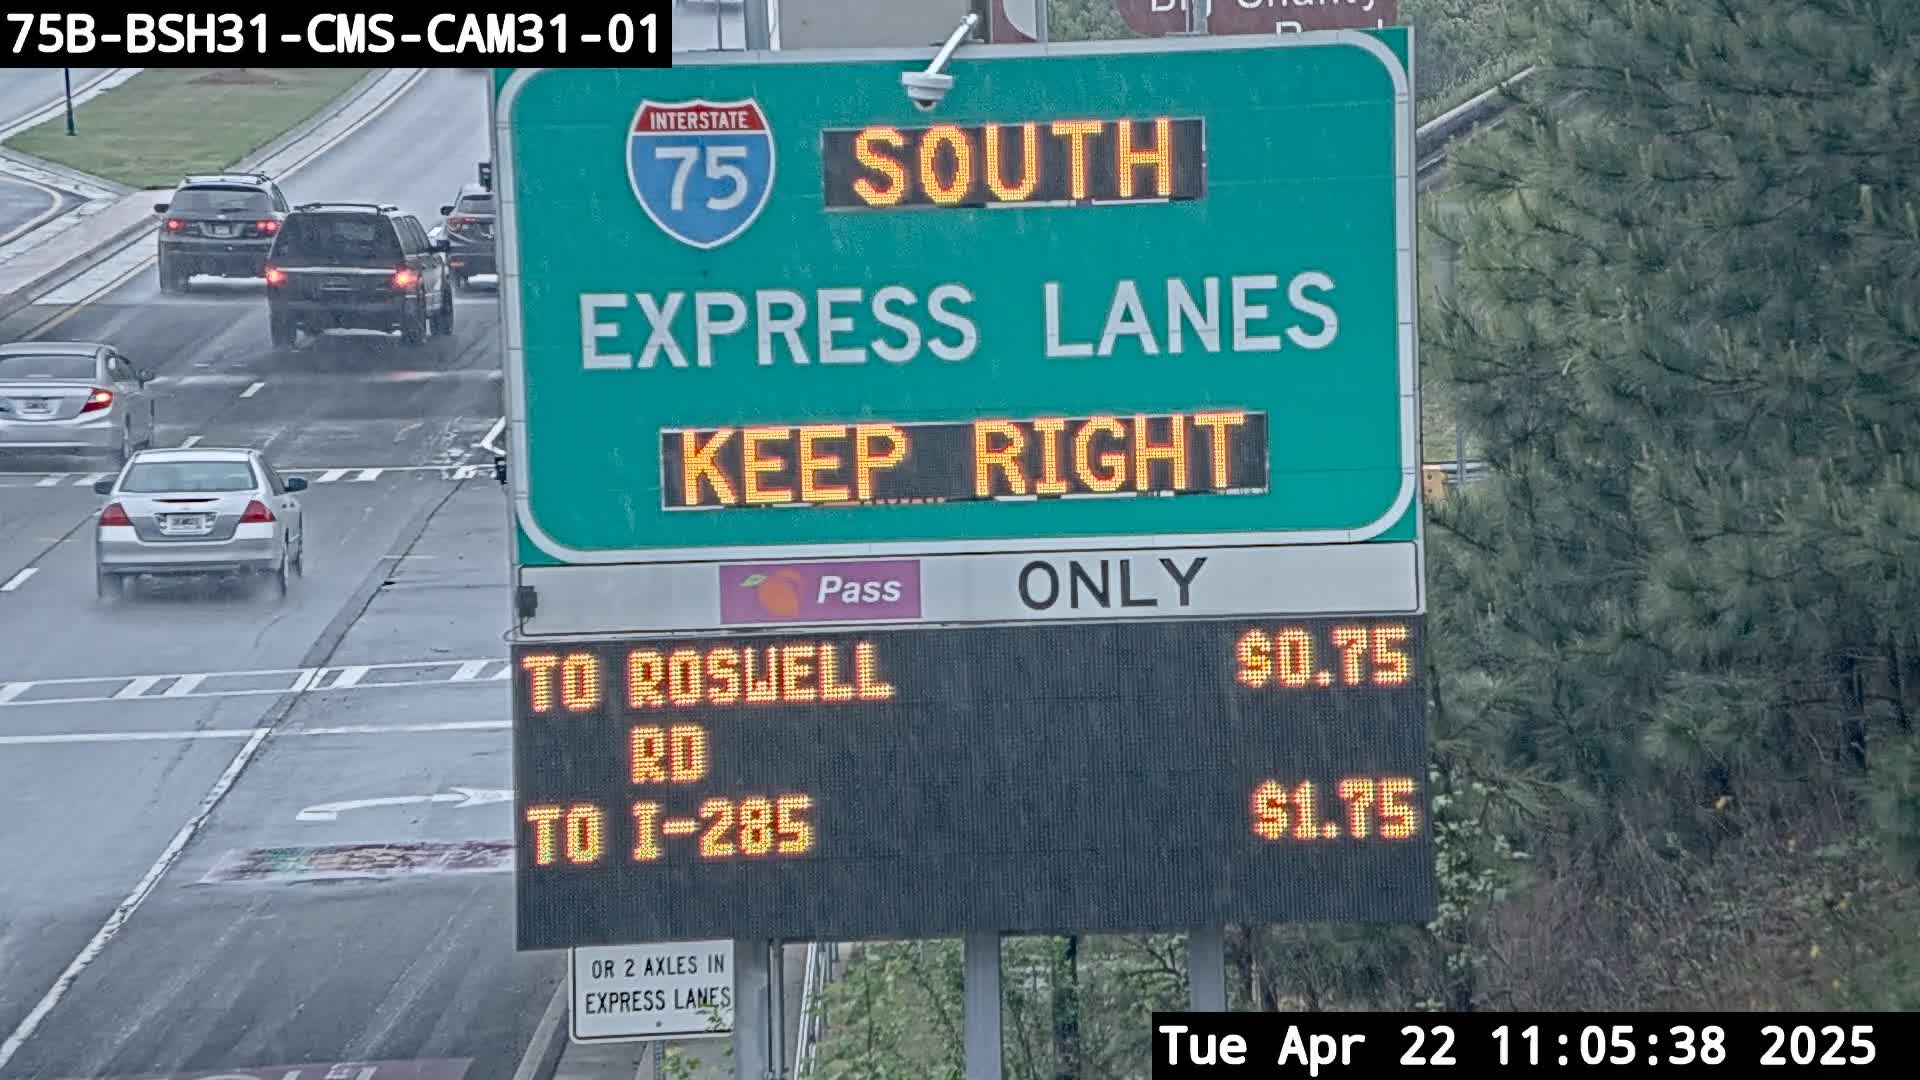 75B-BSH31-CMS-CAM31-01
INTERSTATE
75
SOUTH
EXPRESS LANES
KEEP RIGHT
Pass ONLY
TO ROSWELL $0.75
RD
TO I-285 $1.75
OR 2 AXLES IN
EXPRESS LANES
Tue Apr 22 11:05:38 2025